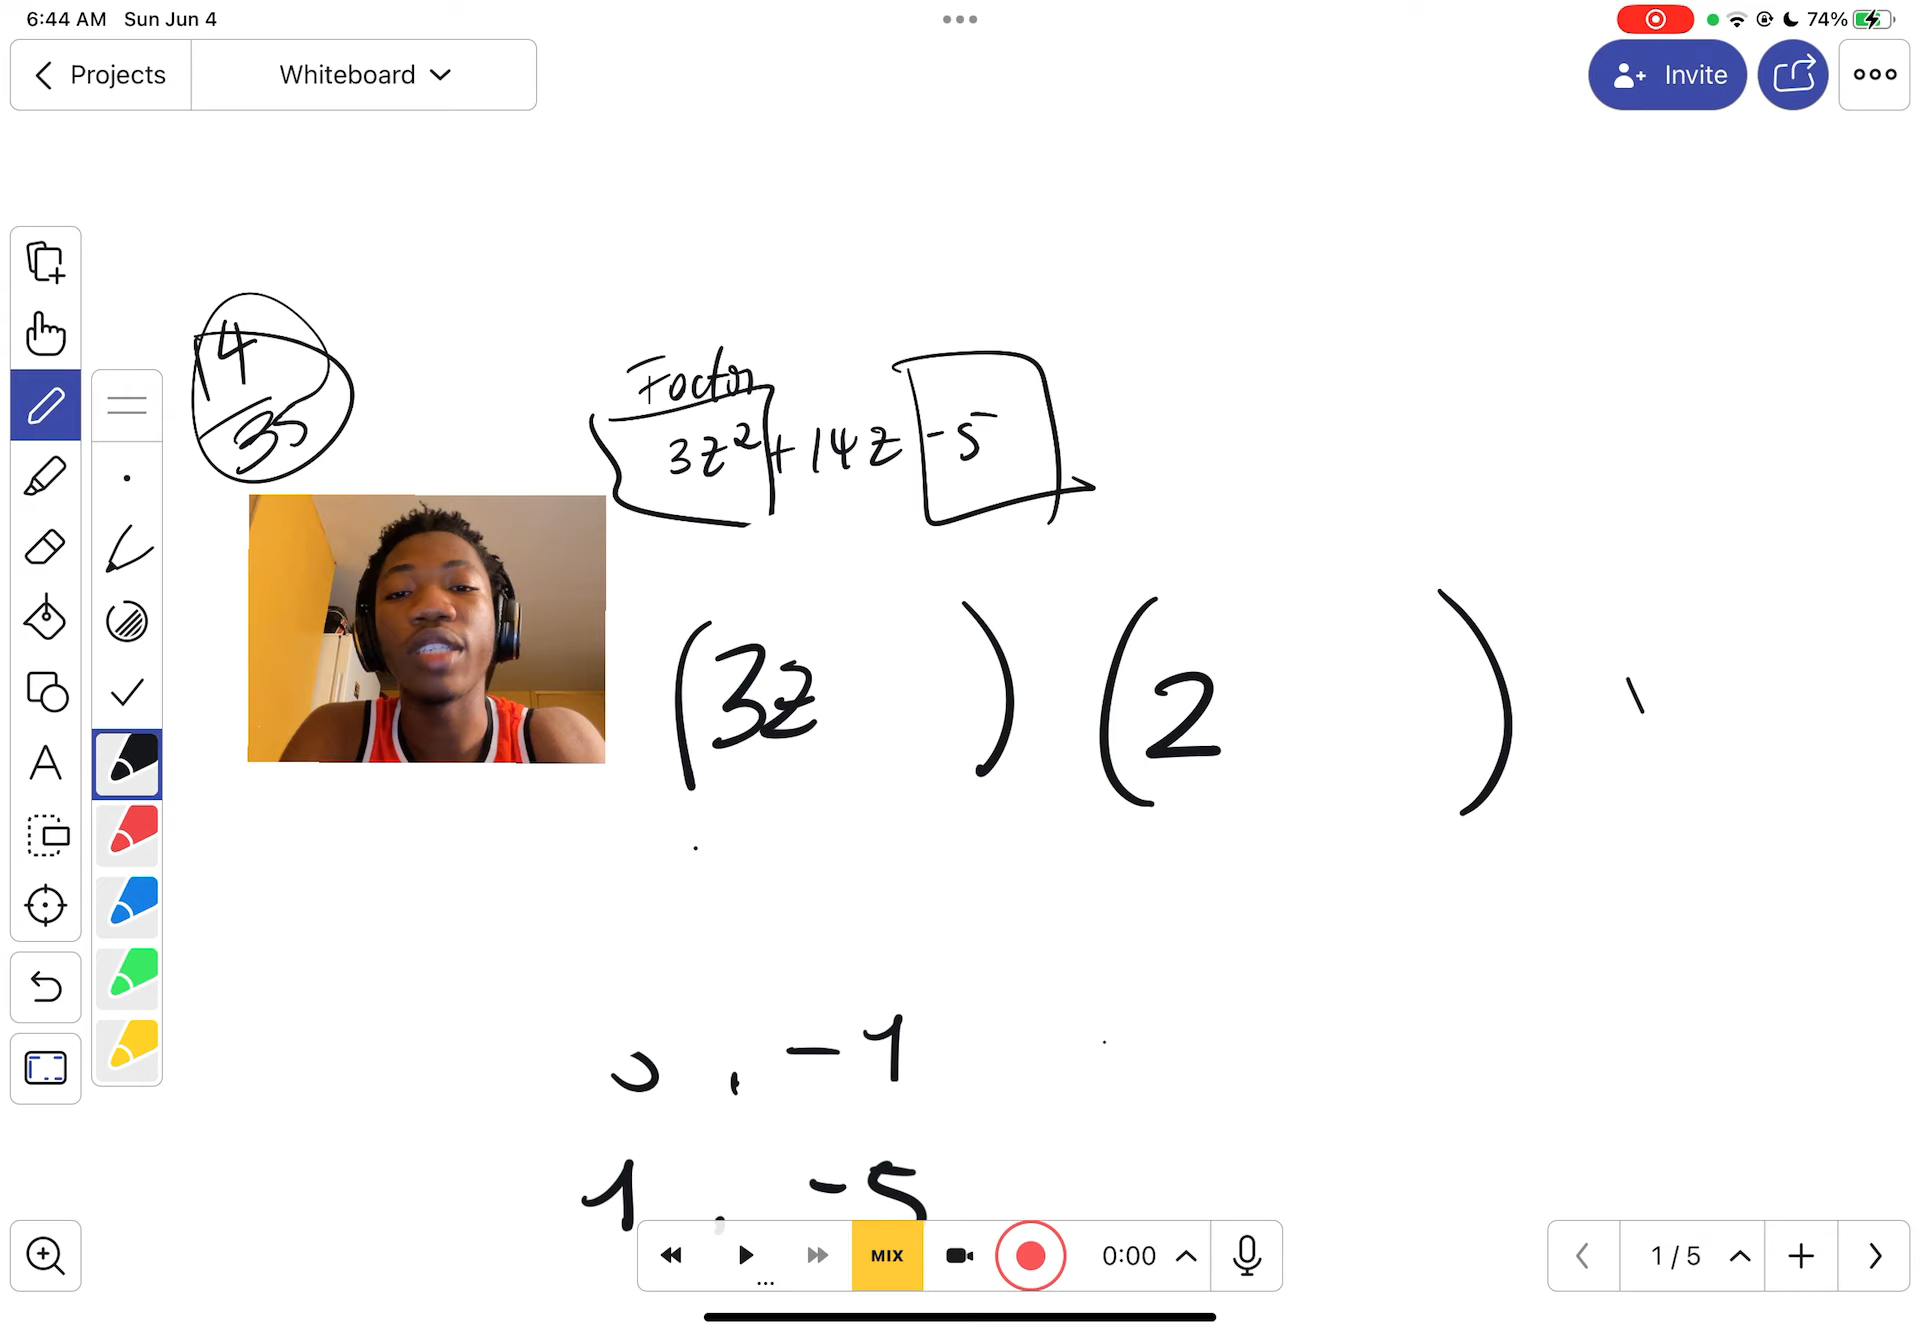 6:44 AM Sun Jun 4
74%
Projects
Whiteboard
Invite
14
35
Factor
3z² + 14z - 5
(3z ) (2 )
, -1
1, -5
A
MIX
0:00
1 / 5